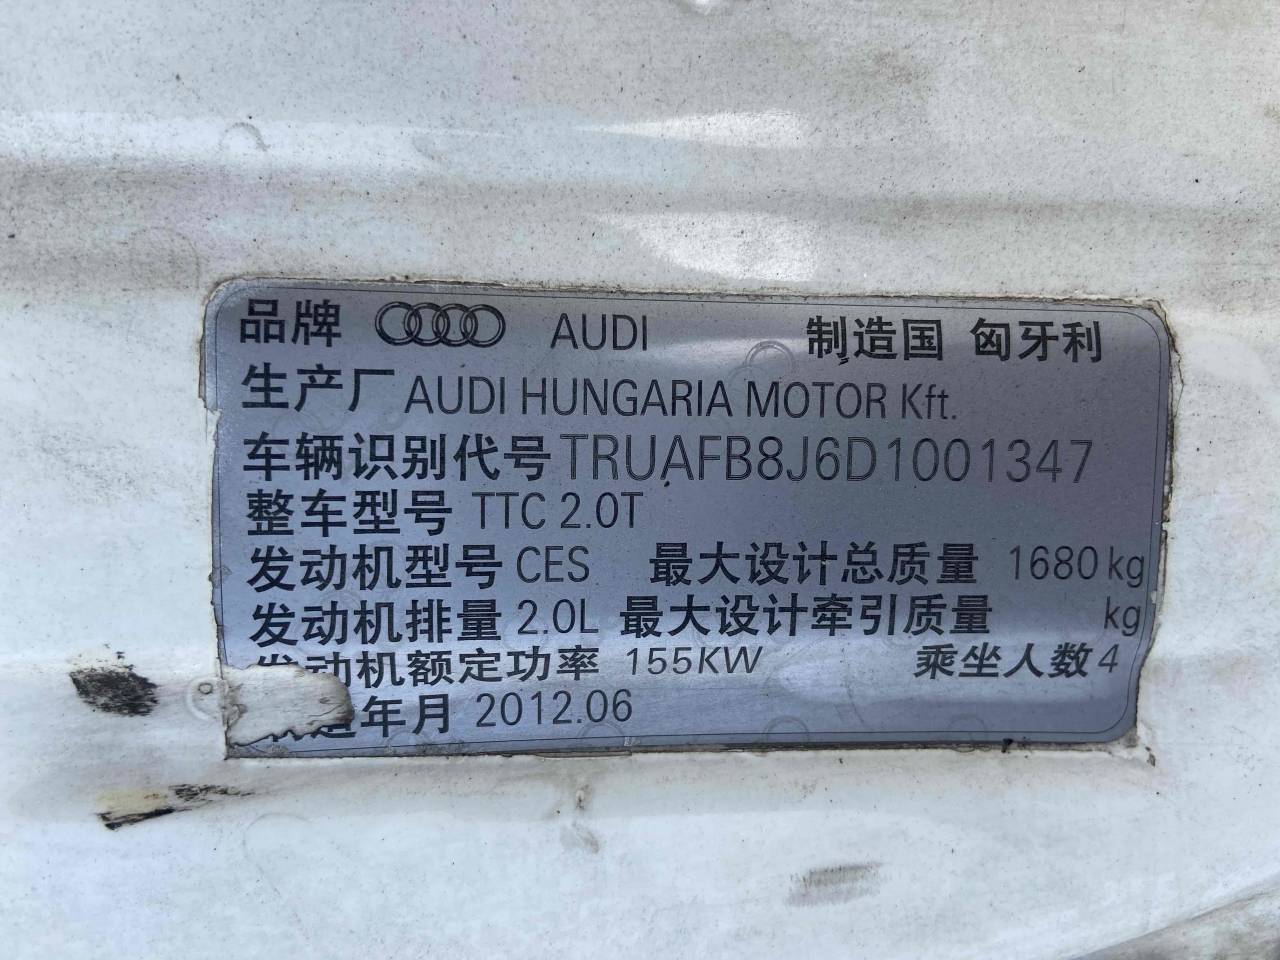 品牌 AUDI 制造国 匈牙利
生产厂 AUDI HUNGARIA MOTOR Kft.
车辆识别代号 TRUAFB8J6D1001347
整车型号 TTC 2.0T
发动机型号 CES 最大设计总质量 1680 kg
发动机排量 2.0L 最大设计牵引质量 kg
发动机额定功率 155KW 乘坐人数 4
制造年月 2012.06